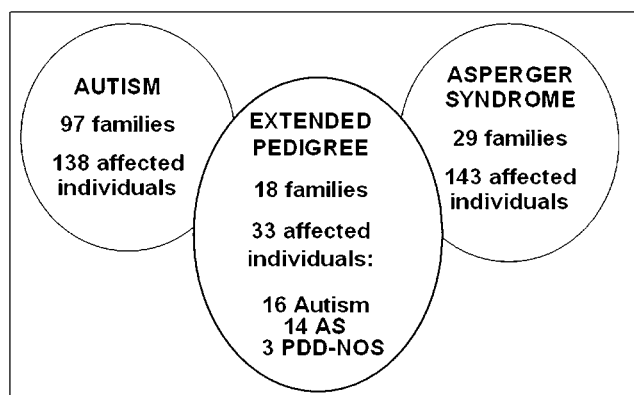 AUTISM
97 families
138 affected
individuals
EXTENDED
PEDIGREE
18 families
33 affected
individuals:
16 Autism
14 AS
3 PDD-NOS
ASPERGER
SYNDROME
29 families
143 affected
individuals